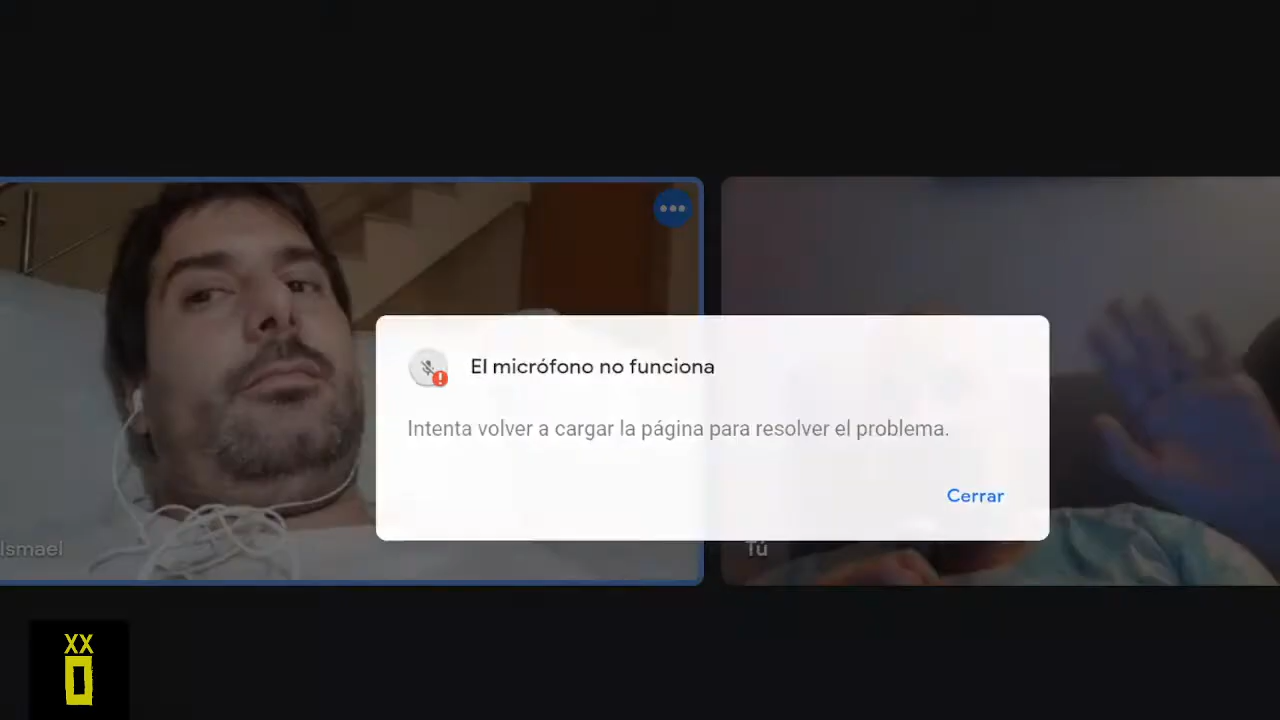 El micrófono no funciona
Intenta volver a cargar la página para resolver el problema.
Cerrar
Ismael
Tú
XX